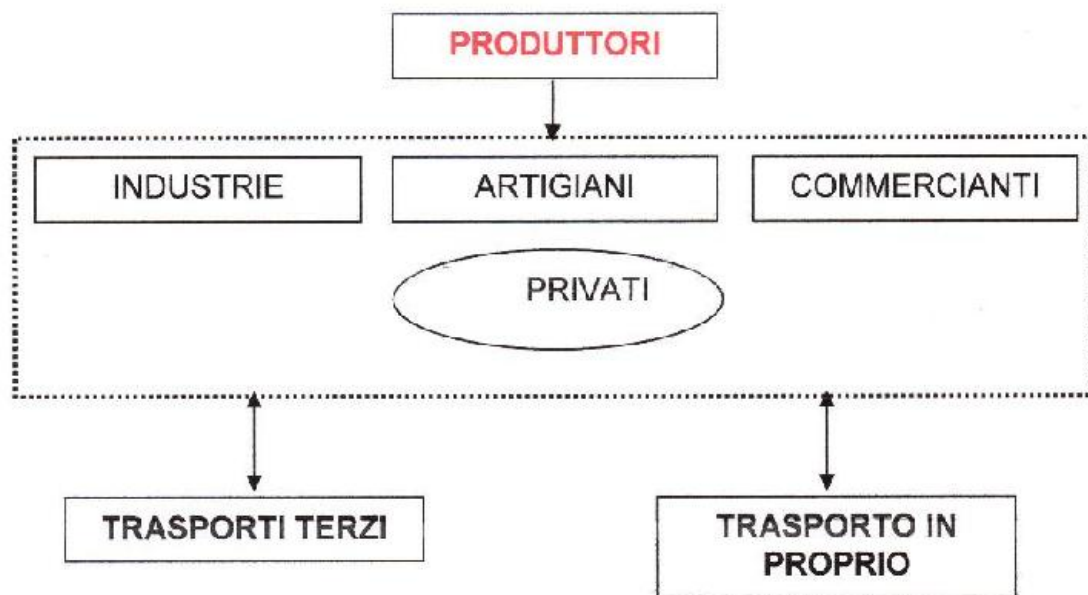 PRODUTTORI
INDUSTRIE
ARTIGIANI
COMMERCIANTI
PRIVATI
TRASPORTI TERZI
TRASPORTO IN
PROPRIO